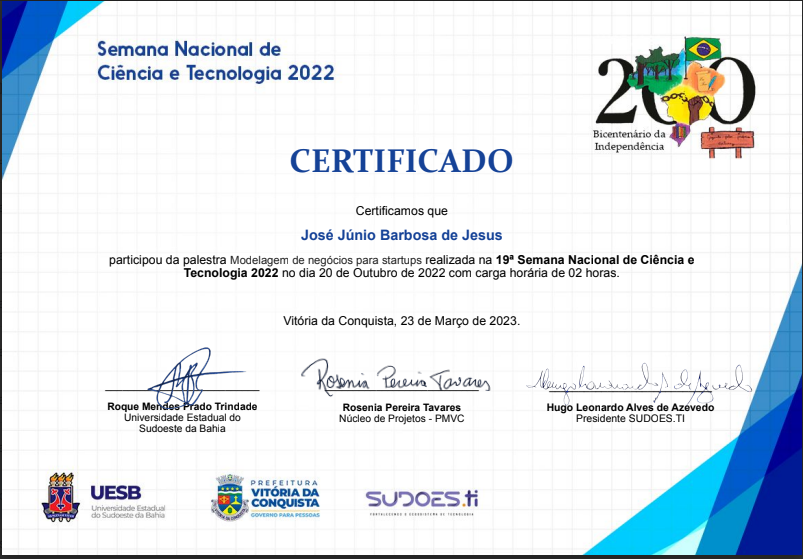 Semana Nacional de
Ciência e Tecnologia 2022
200
Bicentenário da
Independência
CERTIFICADO
Certificamos que
José Júnio Barbosa de Jesus
participou da palestra Modelagem de negócios para startups realizada na 19ª Semana Nacional de Ciência e
Tecnologia 2022 no dia 20 de Outubro de 2022 com carga horária de 02 horas.
Vitória da Conquista, 23 de Março de 2023.
Rosenia Pereira Tavares
Roque Mendes Prado Trindade
Universidade Estadual do
Sudoeste da Bahia
Rosenia Pereira Tavares
Núcleo de Projetos - PMVC
Hugo Leonardo Alves de Azevedo
Presidente SUDOES.TI
UESB
Universidade Estadual
do Sudoeste da Bahia
PREFEITURA
VITÓRIA DA
CONQUISTA
GOVERNO PARA PESSOAS
SUDOES.ti
FORTALECENDO O ECOSSISTEMA DE TECNOLOGIA